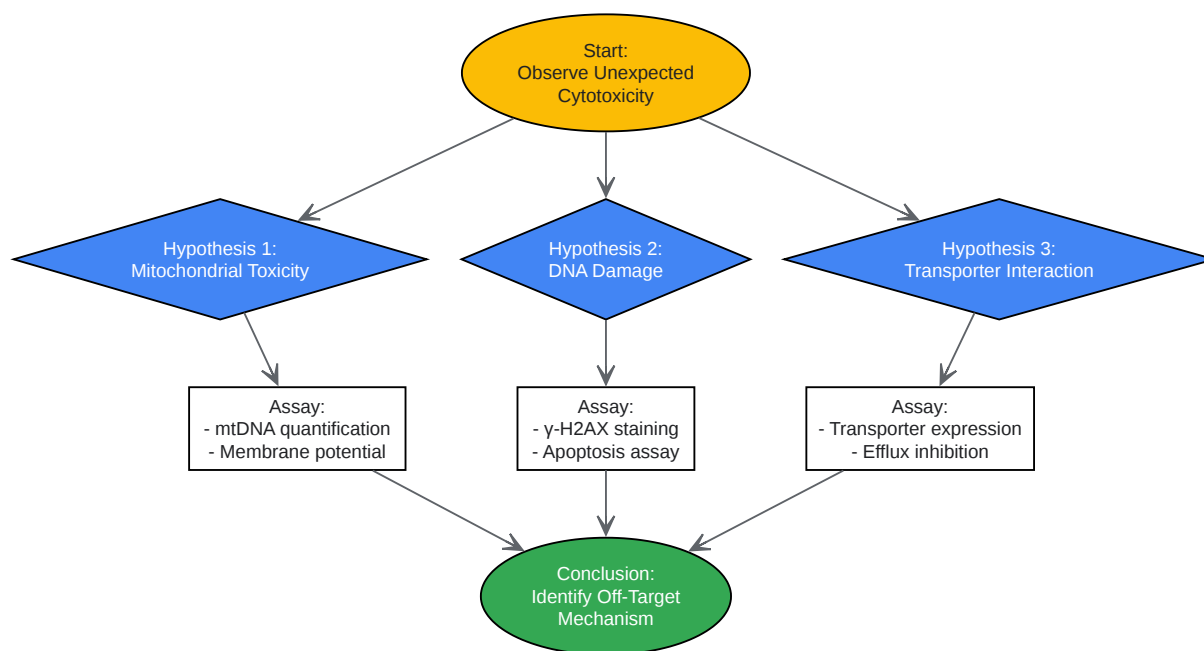 Start:
Observe Unexpected
Cytotoxicity
Hypothesis 1:
Mitochondrial Toxicity
Hypothesis 2:
DNA Damage
Hypothesis 3:
Transporter Interaction
Assay:
- mtDNA quantification
- Membrane potential
Assay:
- γ-H2AX staining
- Apoptosis assay
Assay:
- Transporter expression
- Efflux inhibition
Conclusion:
Identify Off-Target
Mechanism